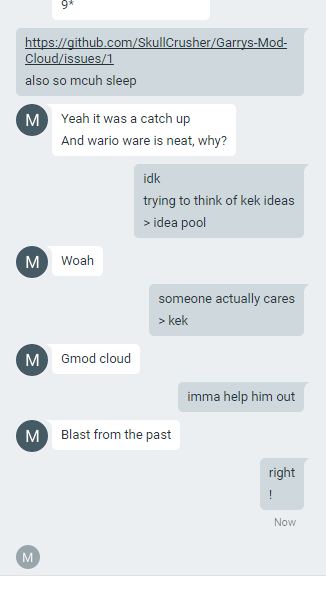 9*
https://github.com/SkullCrusher/Garrys-Mod-
Cloud/issues/1
also so mcuh sleep
M
Yeah it was a catch up
And wario ware is neat, why?
idk
trying to think of kek ideas
> idea pool
M
Woah
someone actually cares
> kek
M
Gmod cloud
imma help him out
M
Blast from the past
right
!
Now
M